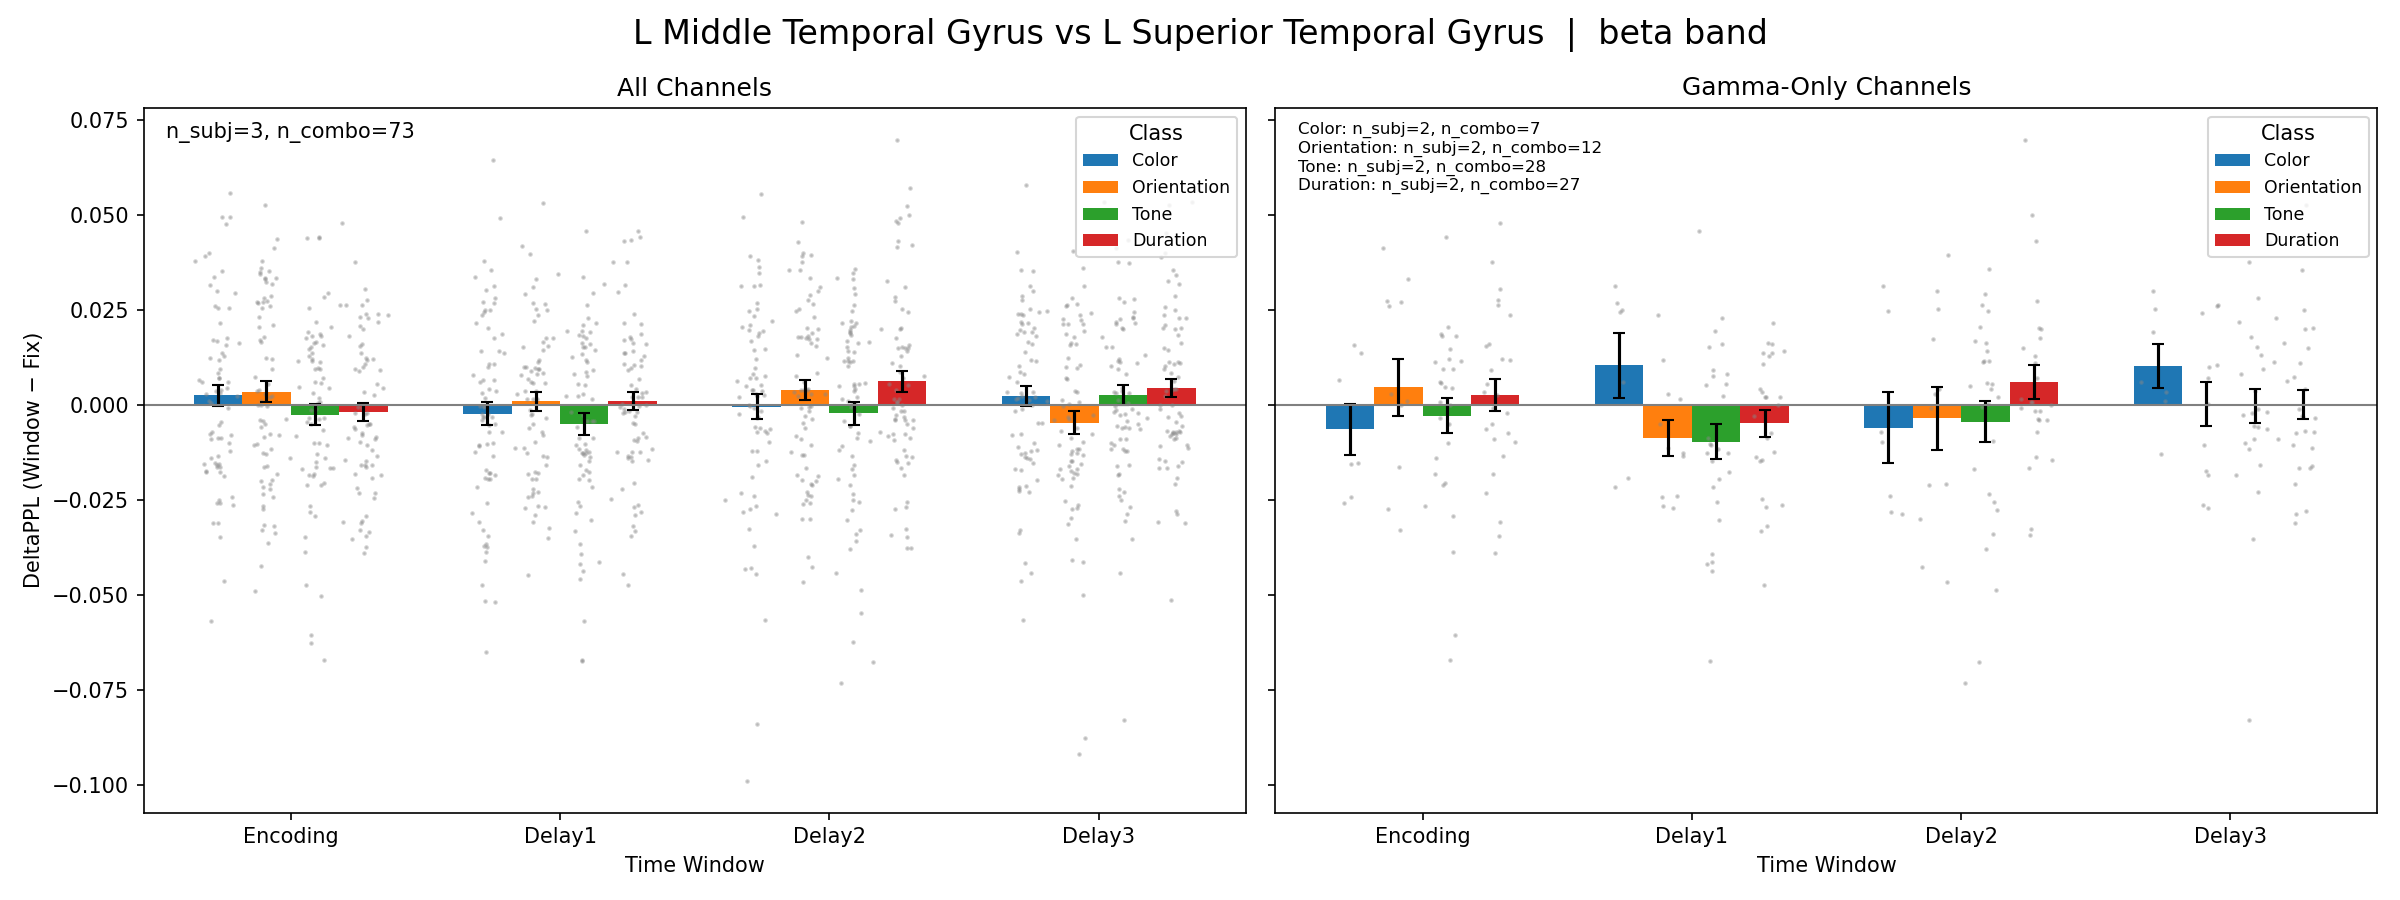 L Middle Temporal Gyrus vs L Superior Temporal Gyrus | beta band
All Channels
n_subj=3, n_combo=73
Class
Color
Orientation
Tone
Duration
DeltaPPL (Window − Fix)
0.075
0.050
0.025
0.000
−0.025
−0.050
−0.075
−0.100
Encoding
Delay1
Delay2
Delay3
Time Window
Gamma-Only Channels
Color: n_subj=2, n_combo=7
Orientation: n_subj=2, n_combo=12
Tone: n_subj=2, n_combo=28
Duration: n_subj=2, n_combo=27
Class
Color
Orientation
Tone
Duration
Encoding
Delay1
Delay2
Delay3
Time Window